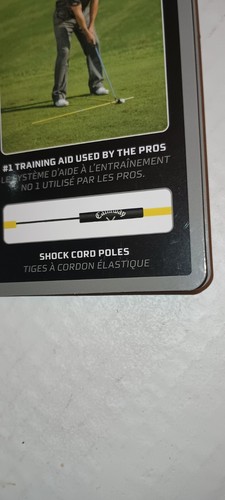 #1 TRAINING AID USED BY THE PROS
LE SYSTÈME D'AIDE À L'ENTRAÎNEMENT
NO 1 UTILISÉ PAR LES PROS.
Callaway
SHOCK CORD POLES
TIGES À CORDON ÉLASTIQUE